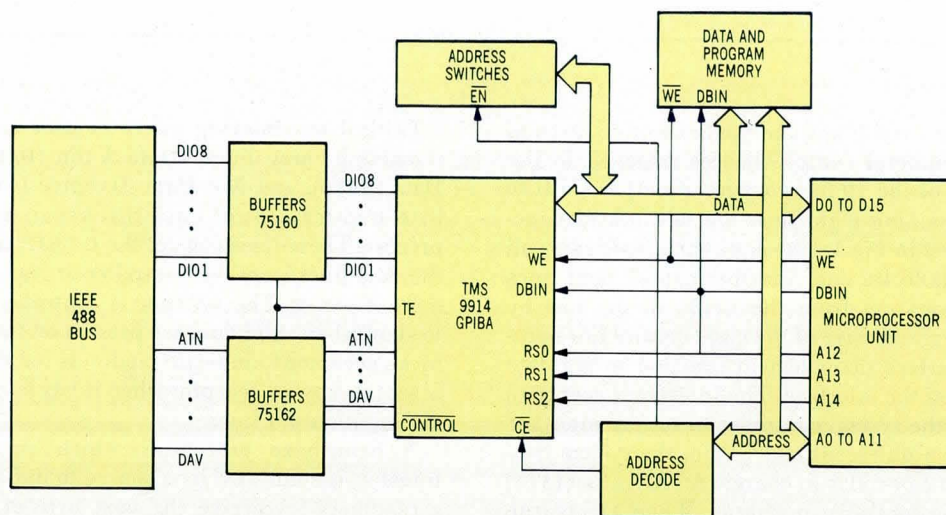 ADDRESS
SWITCHES
EN
DATA AND
PROGRAM
MEMORY
WE DBIN
IEEE
488
BUS
DIO8
DIO1
ATN
DAV
BUFFERS
75160
BUFFERS
75162
DIO8
DIO1
TE
ATN
DAV
CONTROL
TMS
9914
GPIBA
WE
DBIN
RS0
RS1
RS2
CE
DATA
ADDRESS
ADDRESS
DECODE
D0 TO D15
WE
DBIN
MICROPROCESSOR
UNIT
A12
A13
A14
A0 TO A11